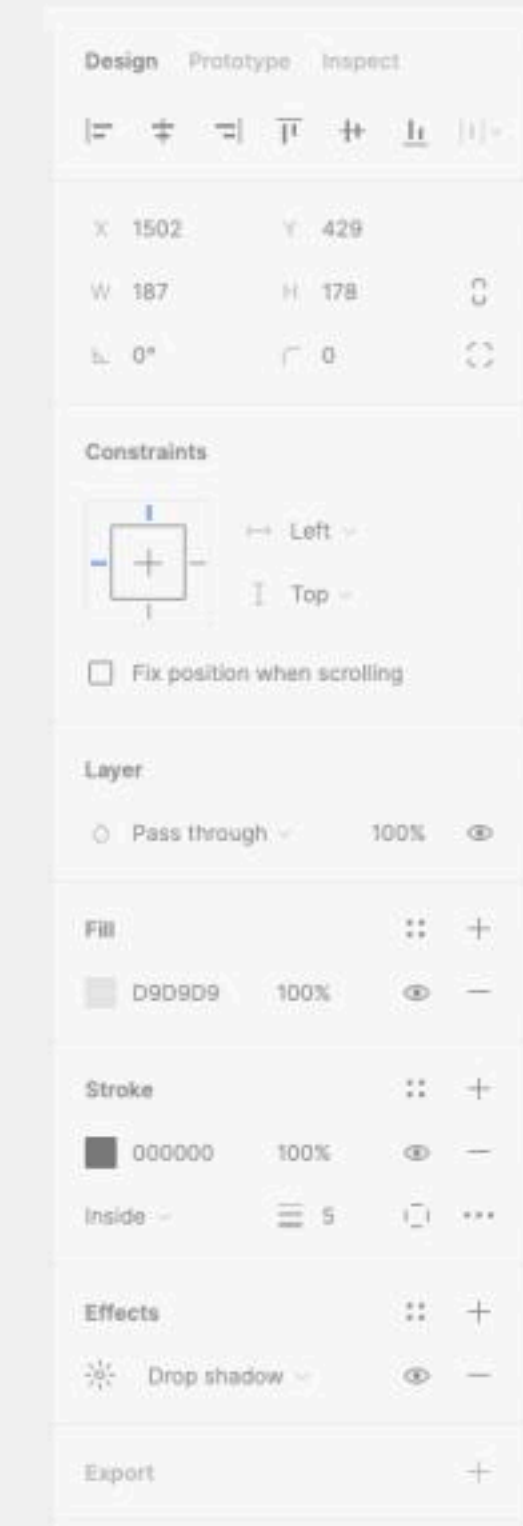 Design Prototype Inspect
X 1502 Y 429
W 187 H 178
0° 0
Constraints
Left
Top
Fix position when scrolling
Layer
Pass through 100%
Fill
D9D9D9 100%
Stroke
000000 100%
Inside 5
Effects
Drop shadow
Export